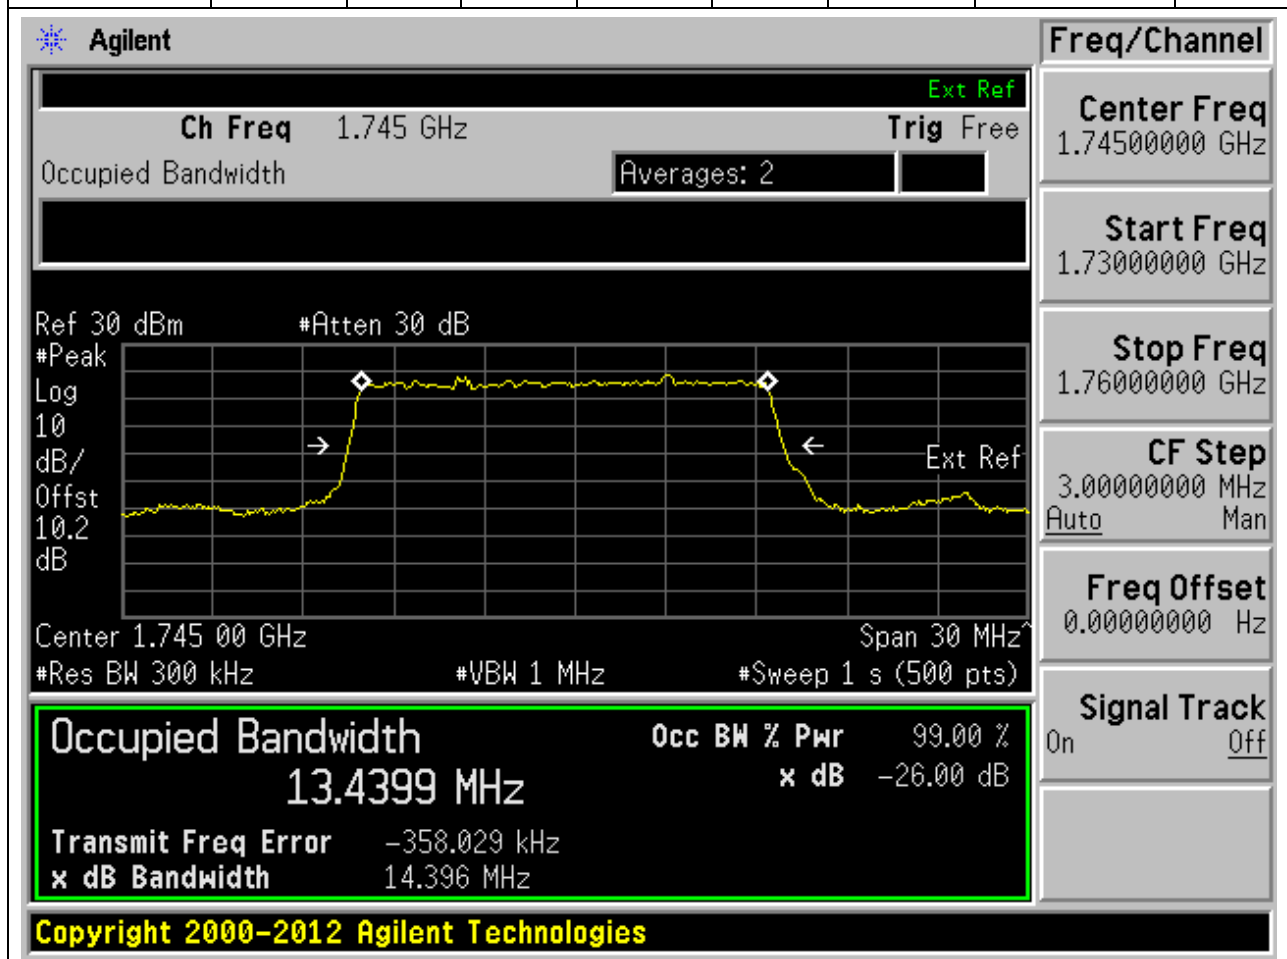 Agilent
Freq/Channel
Ext Ref
Ch Freq 1.745 GHz
Trig Free
Occupied Bandwidth
Averages: 2
Center Freq
1.74500000 GHz
Start Freq
1.73000000 GHz
Stop Freq
1.76000000 GHz
CF Step
3.00000000 MHz
Auto Man
Freq Offset
0.00000000 Hz
Signal Track
On Off
Ref 30 dBm #Atten 30 dB
#Peak
Log
10
dB/
Offst
10.2
dB
Ext Ref
Center 1.745 00 GHz Span 30 MHz^
#Res BW 300 kHz #VBW 1 MHz #Sweep 1 s (500 pts)
Occupied Bandwidth
13.4399 MHz
Occ BW % Pwr 99.00 %
x dB -26.00 dB
Transmit Freq Error -358.029 kHz
x dB Bandwidth 14.396 MHz
Copyright 2000-2012 Agilent Technologies